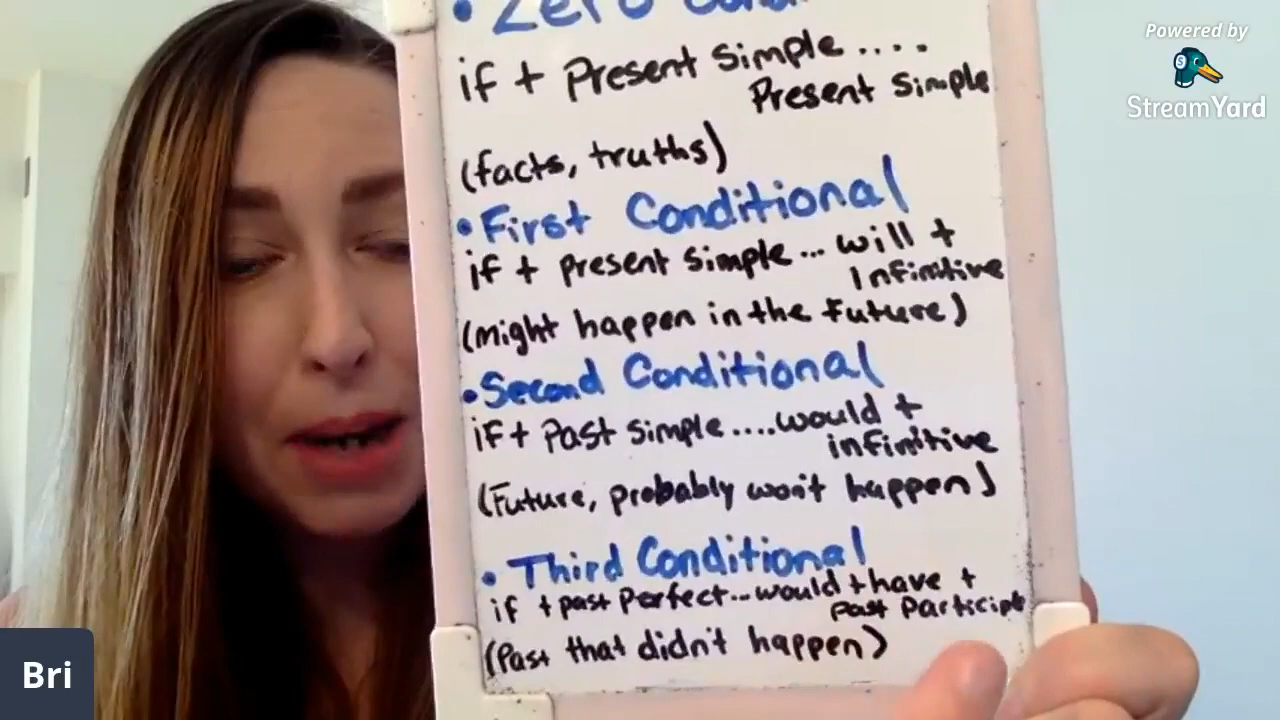 Powered by
StreamYard
• Zero
if + Present Simple ....
Present Simple
(facts, truths)
• First Conditional
if + present simple ... will +
Infinitive
(might happen in the future)
• Second Conditional
if + Past simple ....would +
infinitive
(Future, probably won't happen)
• Third Conditional
if + past perfect...would + have +
past Participle
(Past that didn't happen)
Bri